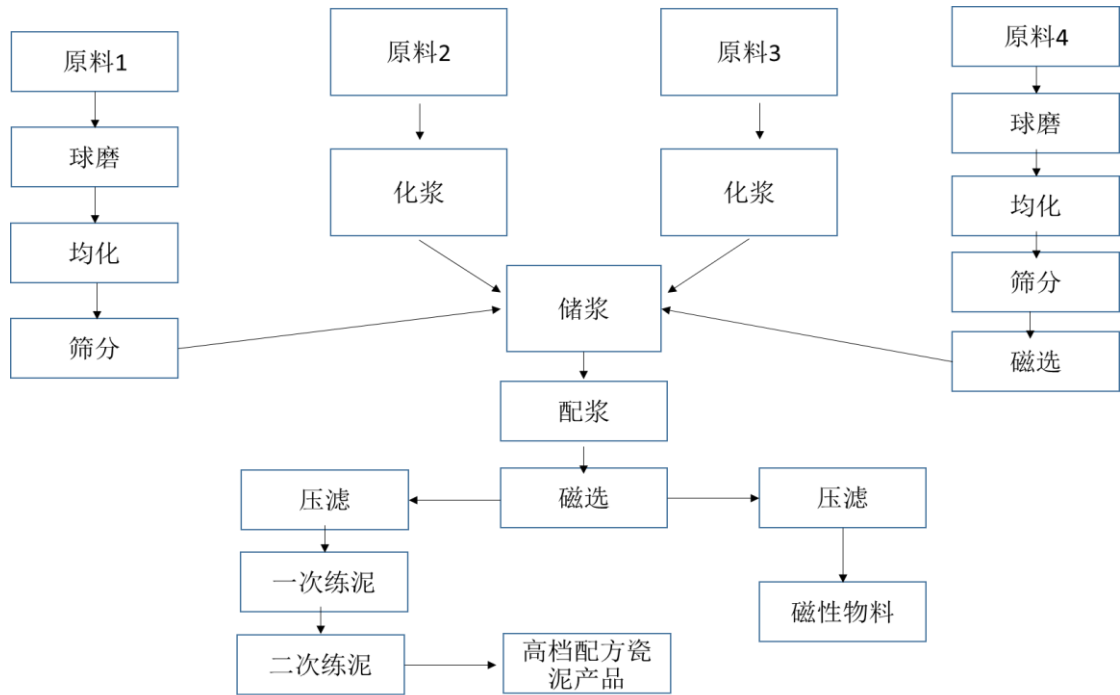 原料1
原料2
原料3
原料4
球磨
化浆
化浆
球磨
均化
均化
筛分
储浆
筛分
磁选
配浆
压滤
磁选
压滤
一次练泥
磁性物料
二次练泥
高档配方瓷
泥产品